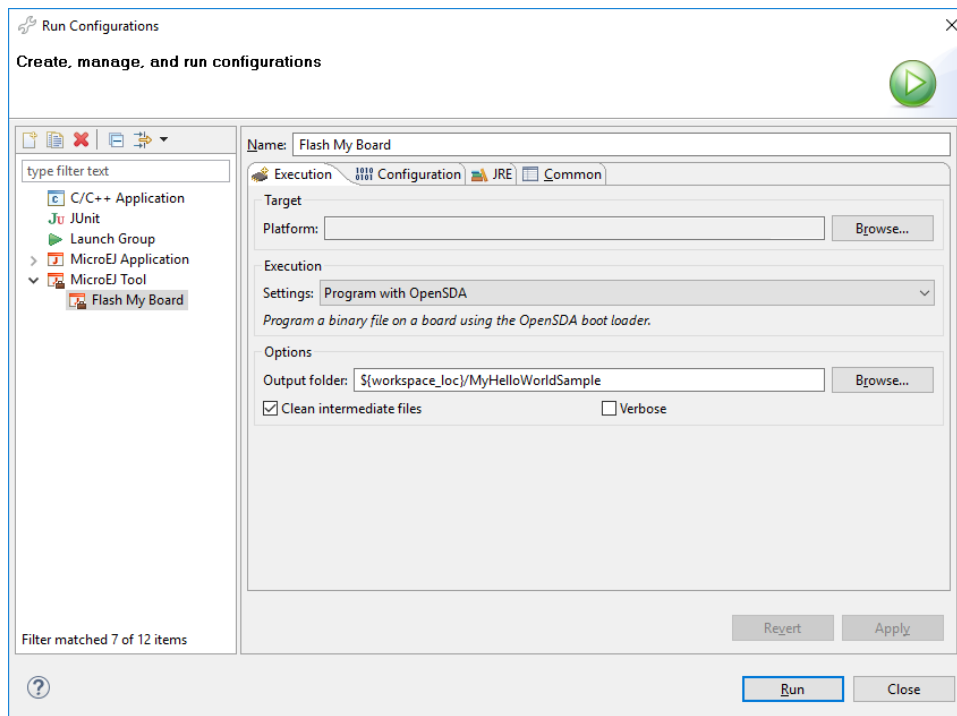 Run Configurations
Create, manage, and run configurations
type filter text
C/C++ Application
JUnit
Launch Group
MicroEJ Application
MicroEJ Tool
Flash My Board
Filter matched 7 of 12 items
Name: Flash My Board
Execution Configuration JRE Common
Target
Platform: Browse...
Execution
Settings: Program with OpenSDA
Program a binary file on a board using the OpenSDA boot loader.
Options
Output folder: ${workspace_loc}/MyHelloWorldSample Browse...
Clean intermediate files Verbose
Revert Apply
Run Close